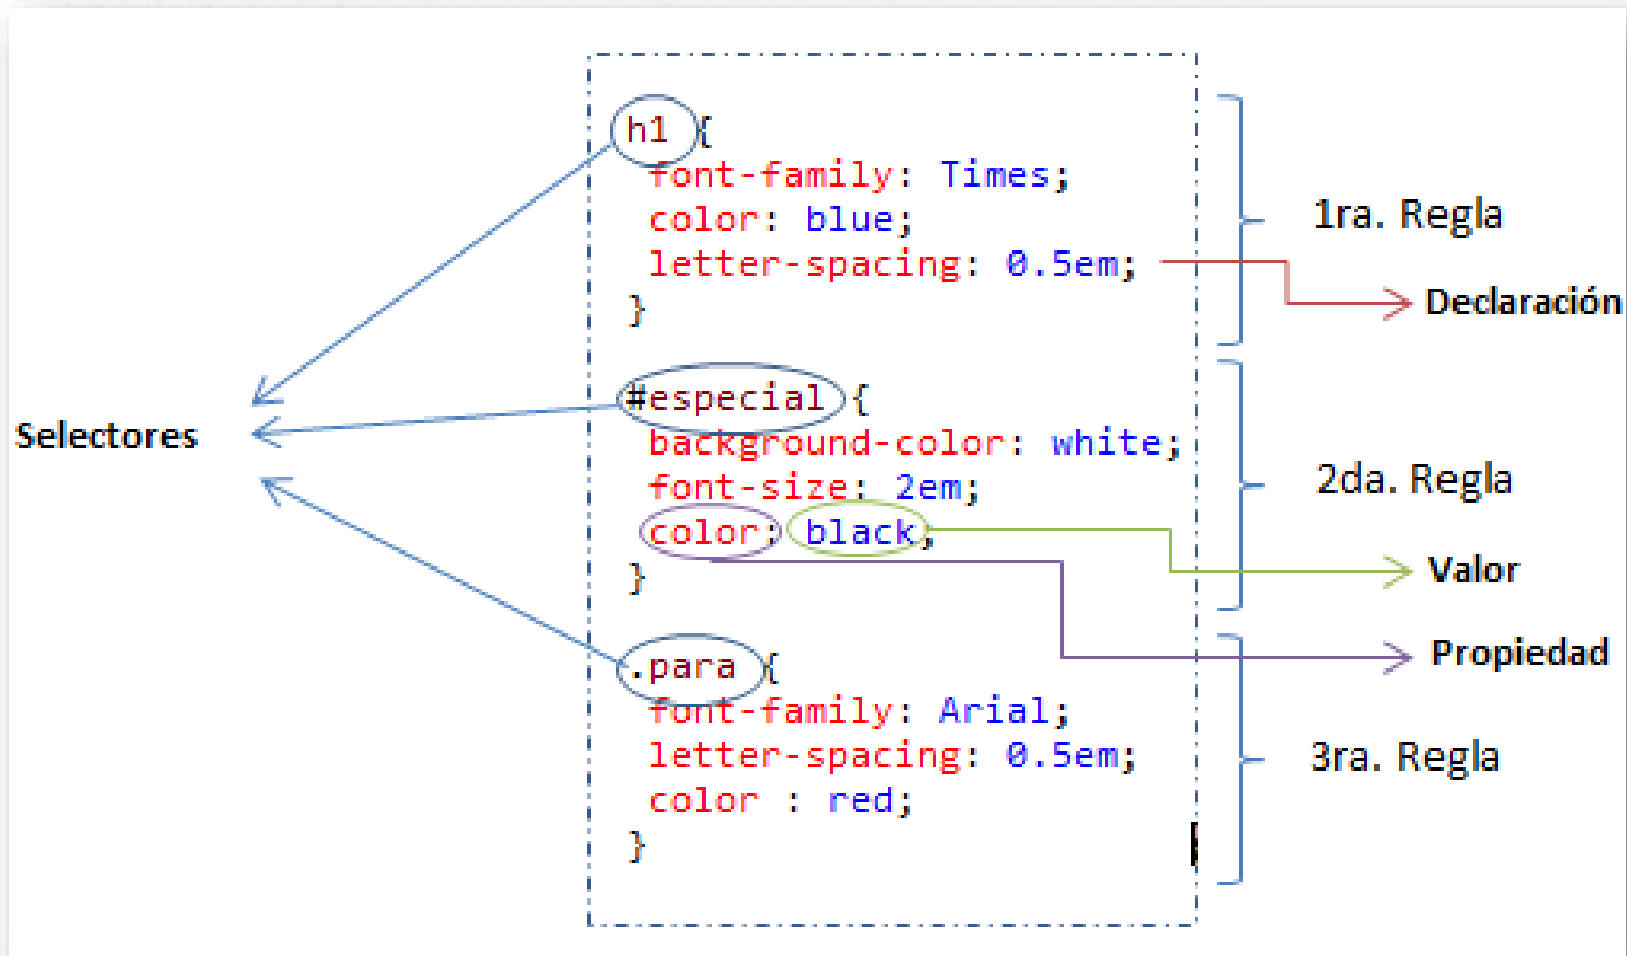 h1 {
font-family: Times;
color: blue;
letter-spacing: 0.5em;
}
#especial {
background-color: white;
font-size: 2em;
color: black;
}
.para {
font-family: Arial;
letter-spacing: 0.5em;
color : red;
}
Selectores
1ra. Regla
Declaración
2da. Regla
Valor
Propiedad
3ra. Regla